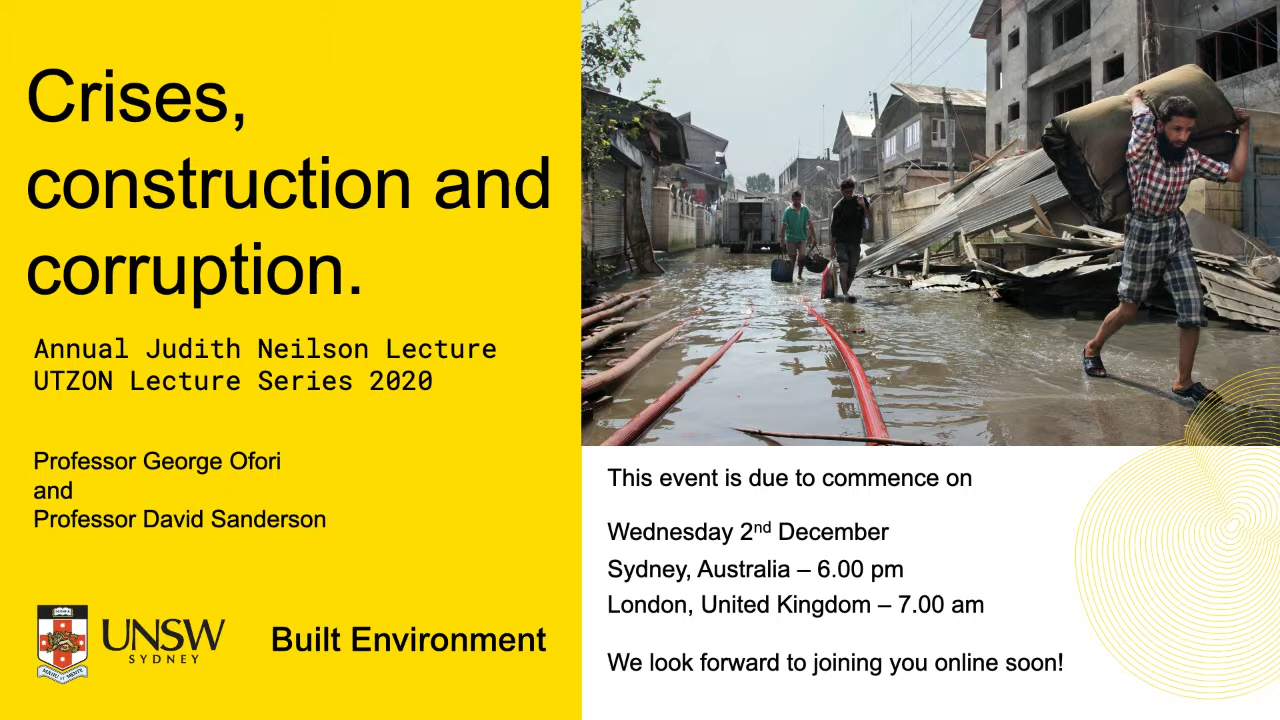 Crises,
construction and
corruption.
Annual Judith Neilson Lecture
UTZON Lecture Series 2020
Professor George Ofori
and
Professor David Sanderson
UNSW
SYDNEY
Built Environment
This event is due to commence on
Wednesday 2nd December
Sydney, Australia – 6.00 pm
London, United Kingdom – 7.00 am
We look forward to joining you online soon!